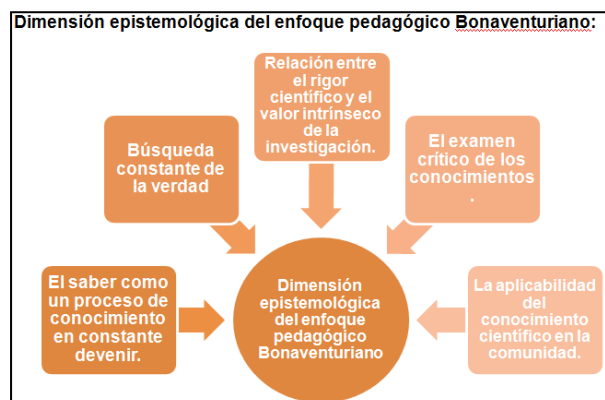 Dimensión epistemológica del enfoque pedagógico Bonaventuriano:
Relación entre
el rigor
científico y el
valor intrínseco
de la
investigación.
Búsqueda
constante de
la verdad
El examen
crítico de los
conocimientos
.
El saber como
un proceso de
conocimiento
en constante
devenir.
Dimensión
epistemológica
del enfoque
pedagógico
Bonaventuriano
La aplicabilidad
del
conocimiento
científico en la
comunidad.